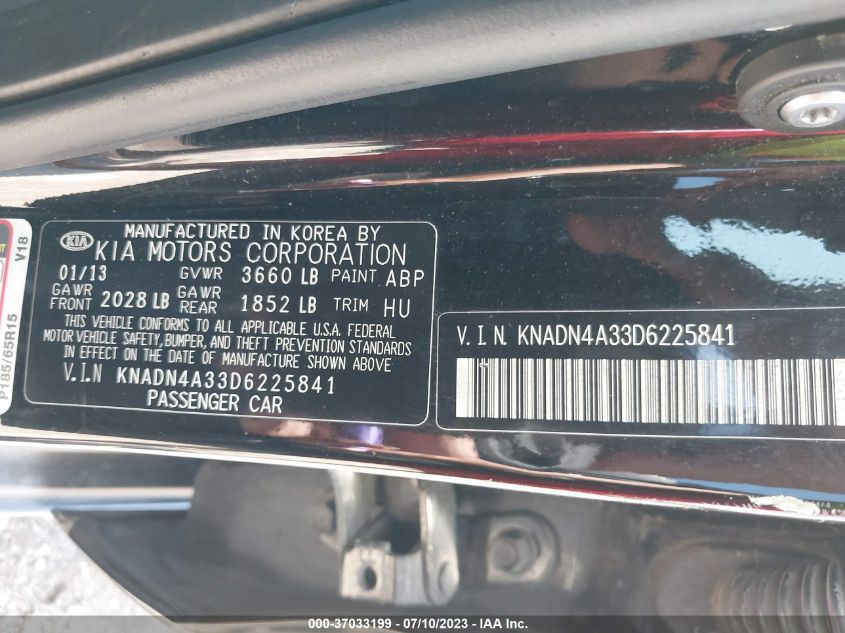 MANUFACTURED IN KOREA BY
KIA KIA MOTORS CORPORATION
01/13 GVWR 3660 LB PAINT ABP
GAWR FRONT 2028 LB GAWR REAR 1852 LB TRIM HU
THIS VEHICLE CONFORMS TO ALL APPLICABLE U.S.A. FEDERAL
MOTOR VEHICLE SAFETY, BUMPER, AND THEFT PREVENTION STANDARDS
IN EFFECT ON THE DATE OF MANUFACTURE SHOWN ABOVE
V.I.N KNADN4A33D6225841
PASSENGER CAR
V.I.N KNADN4A33D6225841
V18
P185/65R15
000-37033199 - 07/10/2023 - IAA Inc.